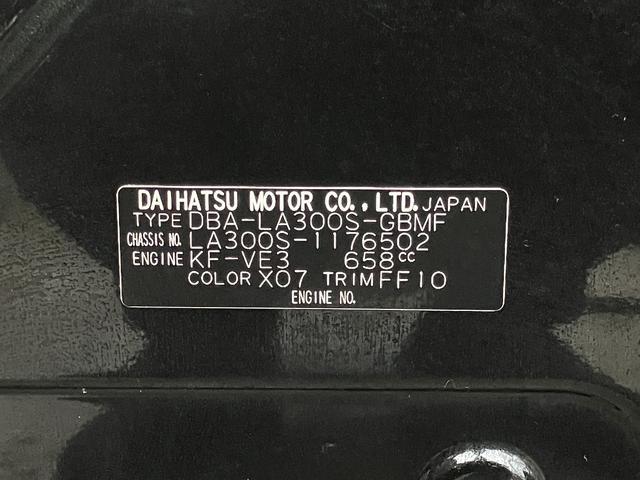 DAIHATSU MOTOR CO., LTD. JAPAN
TYPE DBA-LA300S-GBMF
CHASSIS NO. LA300S-1176502
ENGINE KF-VE3 658cc
COLOR X07 TRIM FF10
ENGINE NO.